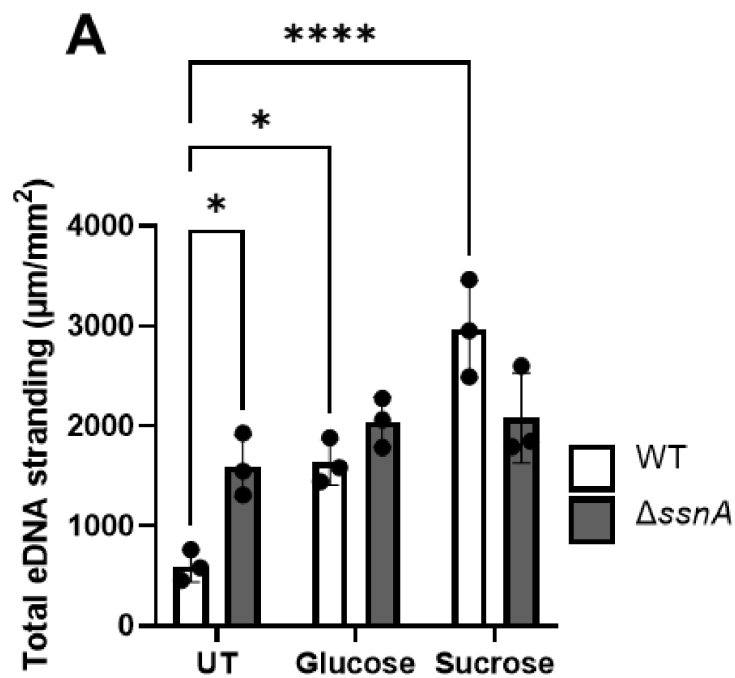 A
****
*
*
Total eDNA stranding (µm/mm²)
4000
3000
2000
1000
0
UT Glucose Sucrose
WT
ΔssnA